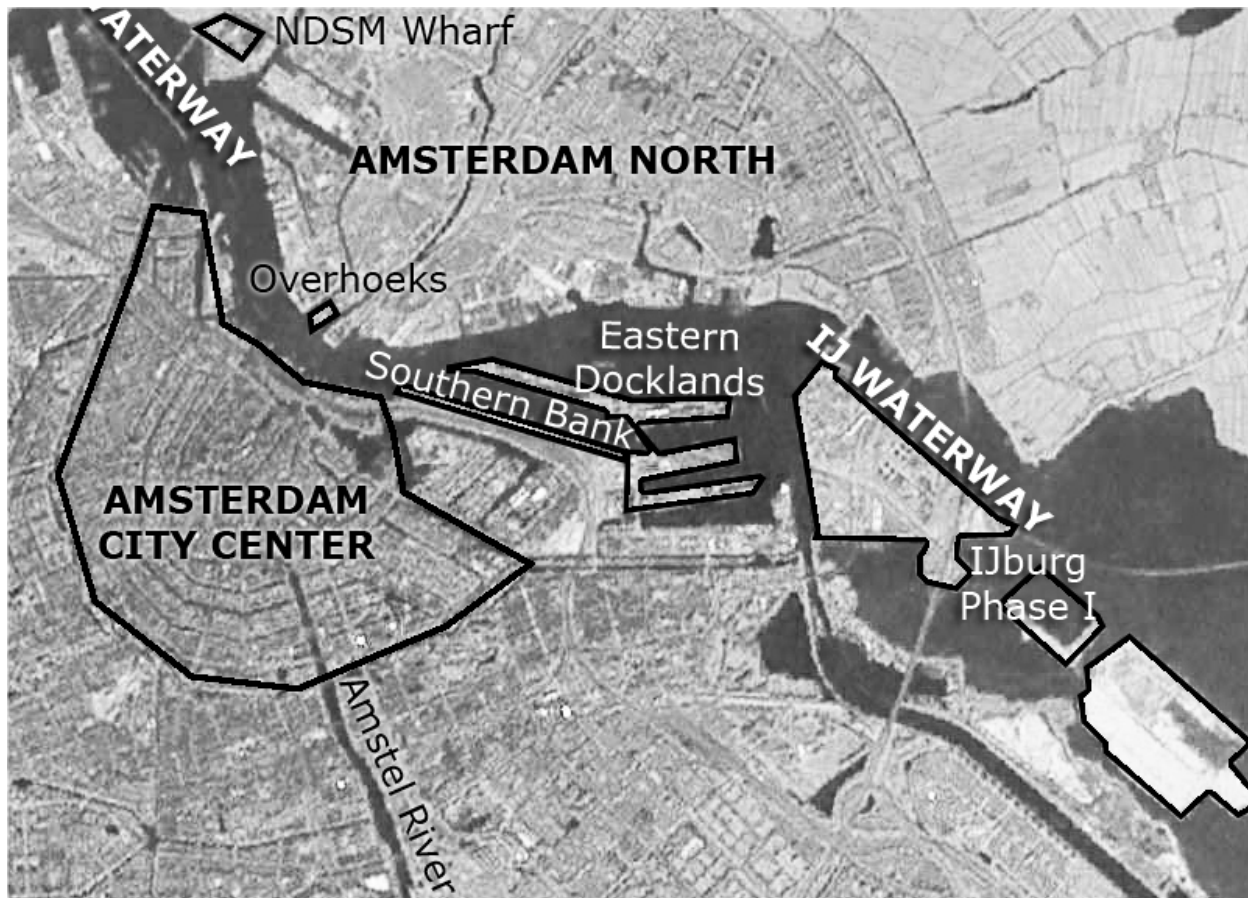 NDSM Wharf
WATERWAY
AMSTERDAM NORTH
Overhoeks
Eastern
Docklands
Southern Bank
IJ WATERWAY
AMSTERDAM
CITY CENTER
IJburg
Phase I
Amstel River